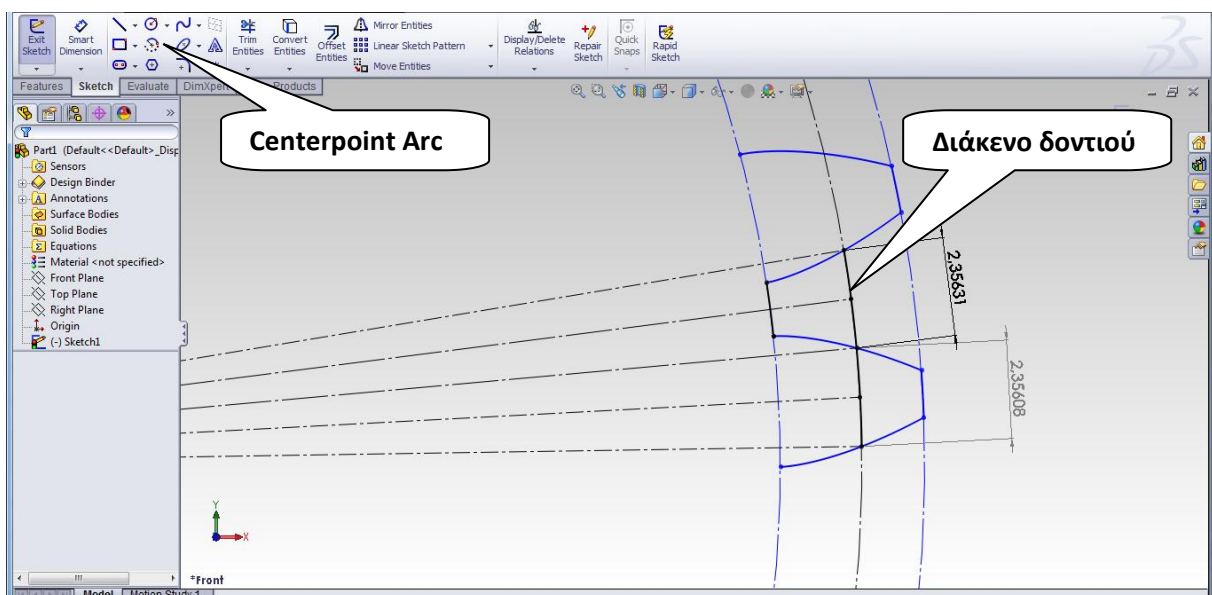 Exit Sketch
Smart Dimension
Trim Entities
Convert Entities
Offset Entities
Mirror Entities
Linear Sketch Pattern
Move Entities
Display/Delete Relations
Repair Sketch
Quick Snaps
Rapid Sketch
Features Sketch Evaluate DimXper Products
Centerpoint Arc
Διάκενο δοντιού
Part1 (Default<<Default>_Disp
Sensors
Design Binder
Annotations
Surface Bodies
Solid Bodies
Equations
Material <not specified>
Front Plane
Top Plane
Right Plane
Origin
(-) Sketch1
2,35631
2,35608
Y
X
*Front
Model Motion Study 1